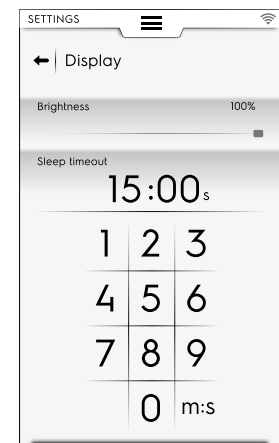 SETTINGS
Display
Brightness 100%
Sleep timeout
15:00s
1 2 3
4 5 6
7 8 9
0 m:s